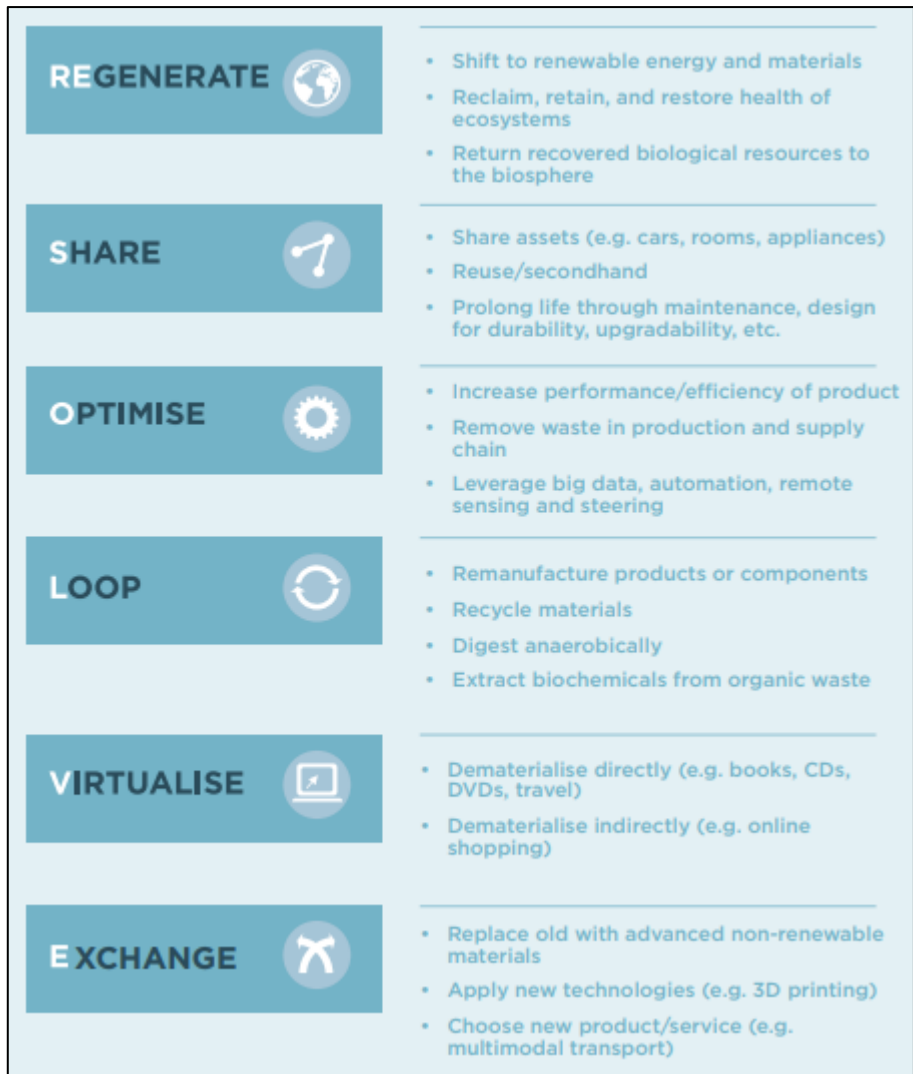 REGENERATE
• Shift to renewable energy and materials
• Reclaim, retain, and restore health of
ecosystems
• Return recovered biological resources to
the biosphere
SHARE
• Share assets (e.g. cars, rooms, appliances)
• Reuse/secondhand
• Prolong life through maintenance, design
for durability, upgradability, etc.
OPTIMISE
• Increase performance/efficiency of product
• Remove waste in production and supply
chain
• Leverage big data, automation, remote
sensing and steering
LOOP
• Remanufacture products or components
• Recycle materials
• Digest anaerobically
• Extract biochemicals from organic waste
VIRTUALISE
• Dematerialise directly (e.g. books, CDs,
DVDs, travel)
• Dematerialise indirectly (e.g. online
shopping)
EXCHANGE
• Replace old with advanced non-renewable
materials
• Apply new technologies (e.g. 3D printing)
• Choose new product/service (e.g.
multimodal transport)